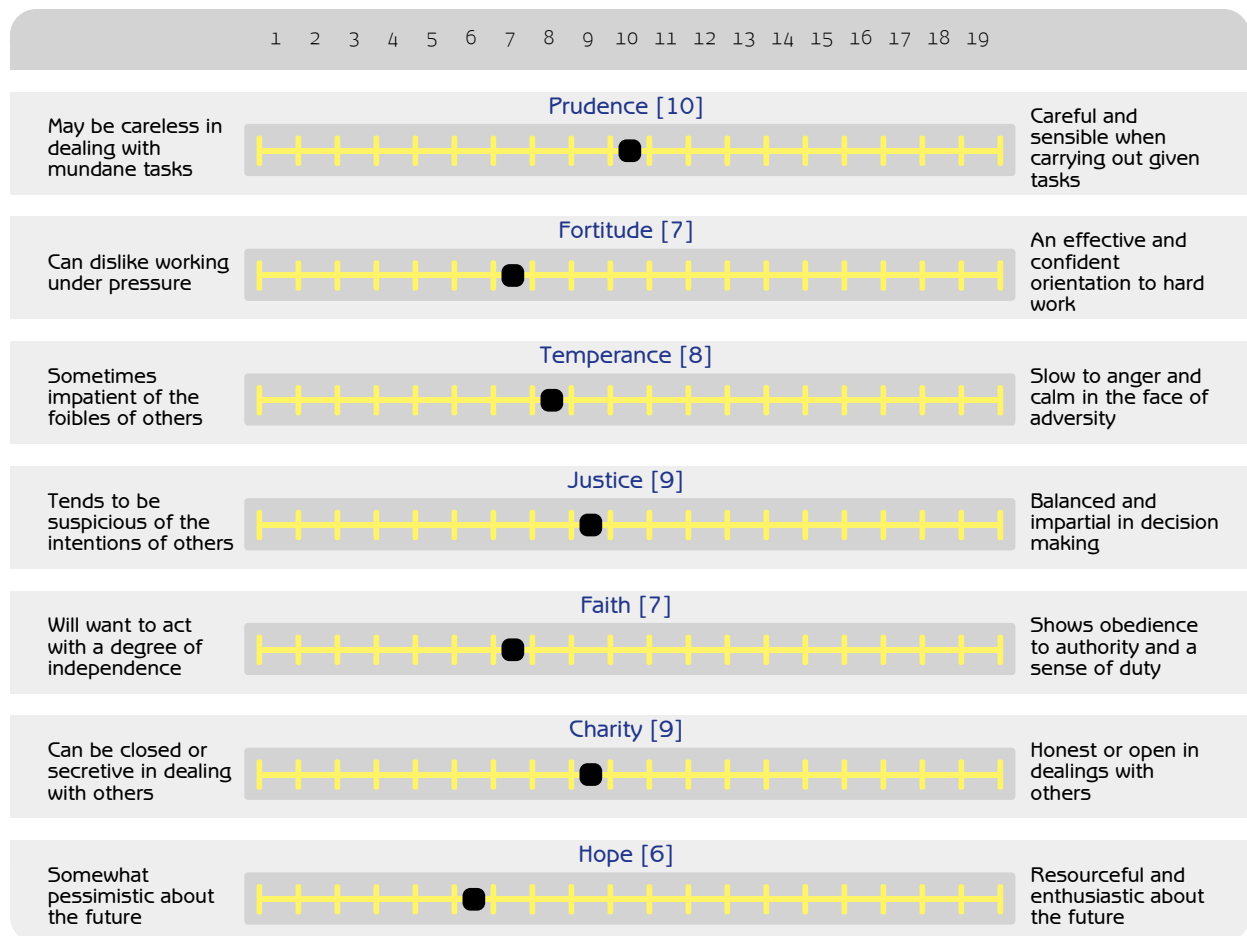 1 2 3 4 5 6 7 8 9 10 11 12 13 14 15 16 17 18 19
Prudence [10]
May be careless in
dealing with
mundane tasks
Careful and
sensible when
carrying out given
tasks
Fortitude [7]
Can dislike working
under pressure
An effective and
confident
orientation to hard
work
Temperance [8]
Sometimes
impatient of the
foibles of others
Slow to anger and
calm in the face of
adversity
Justice [9]
Tends to be
suspicious of the
intentions of others
Balanced and
impartial in decision
making
Faith [7]
Will want to act
with a degree of
independence
Shows obedience
to authority and a
sense of duty
Charity [9]
Can be closed or
secretive in dealing
with others
Honest or open in
dealings with
others
Hope [6]
Somewhat
pessimistic about
the future
Resourceful and
enthusiastic about
the future